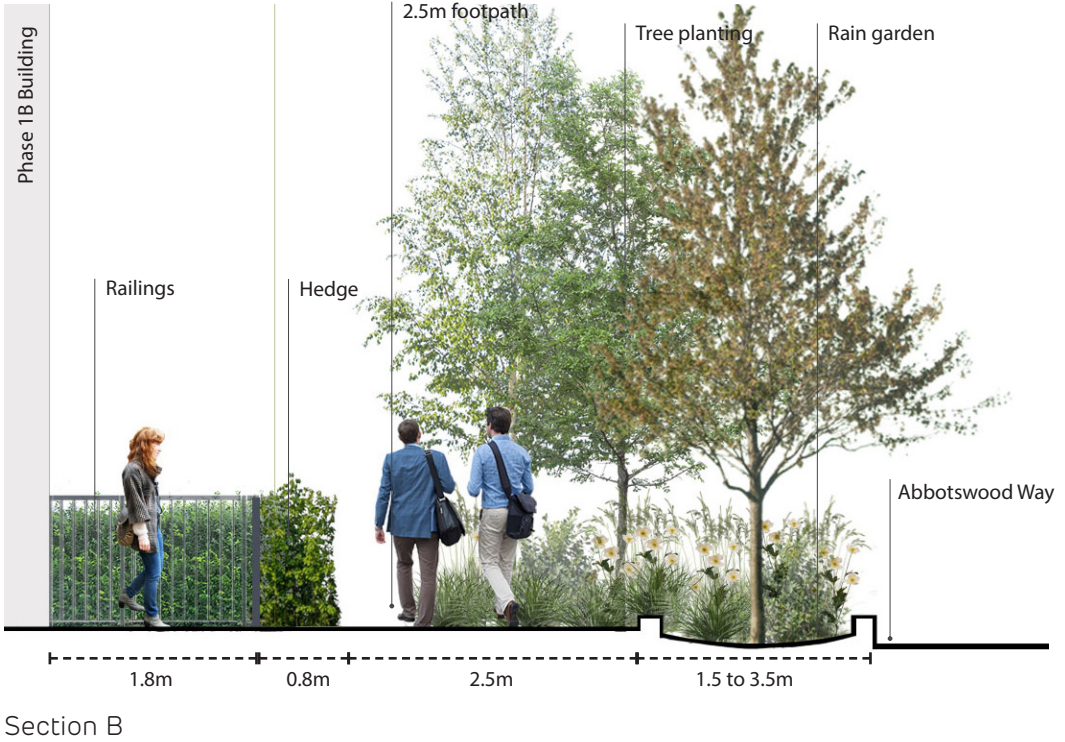 2.5m footpath
Tree planting
Rain garden
Phase 1B Building
Railings
Hedge
Abbotswood Way
1.8m
0.8m
2.5m
1.5 to 3.5m
Section B